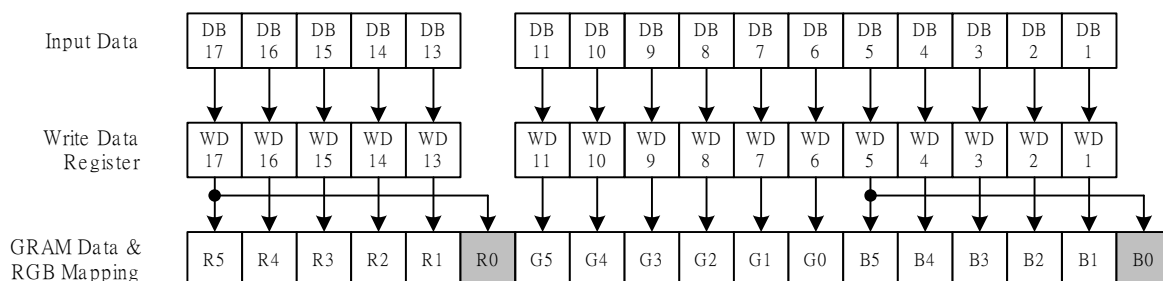 Input Data
DB DB DB DB DB DB DB DB DB DB DB DB DB DB DB DB
17 16 15 14 13 11 10 9 8 7 6 5 4 3 2 1
Write Data
Register
WD WD WD WD WD WD WD WD WD WD WD WD WD WD WD WD
17 16 15 14 13 11 10 9 8 7 6 5 4 3 2 1
GRAM Data &
RGB Mapping
R5 R4 R3 R2 R1 R0 G5 G4 G3 G2 G1 G0 B5 B4 B3 B2 B1 B0